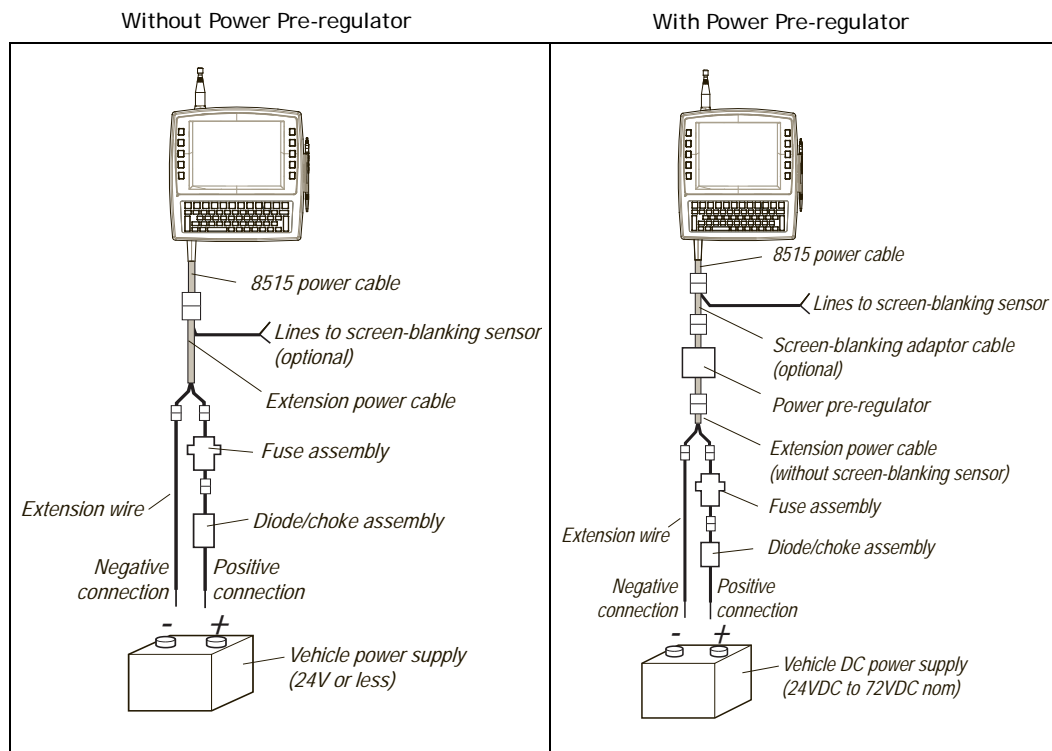 Without Power Pre-regulator
8515 power cable
Lines to screen-blanking sensor
(optional)
Extension power cable
Fuse assembly
Extension wire
Diode/choke assembly
Negative
connection
Positive
connection
- +
Vehicle power supply
(24V or less)
With Power Pre-regulator
8515 power cable
Lines to screen-blanking sensor
Screen-blanking adaptor cable
(optional)
Power pre-regulator
Extension power cable
(without screen-blanking sensor)
Fuse assembly
Extension wire
Diode/choke assembly
Negative
connection
Positive
connection
- +
Vehicle DC power supply
(24VDC to 72VDC nom)